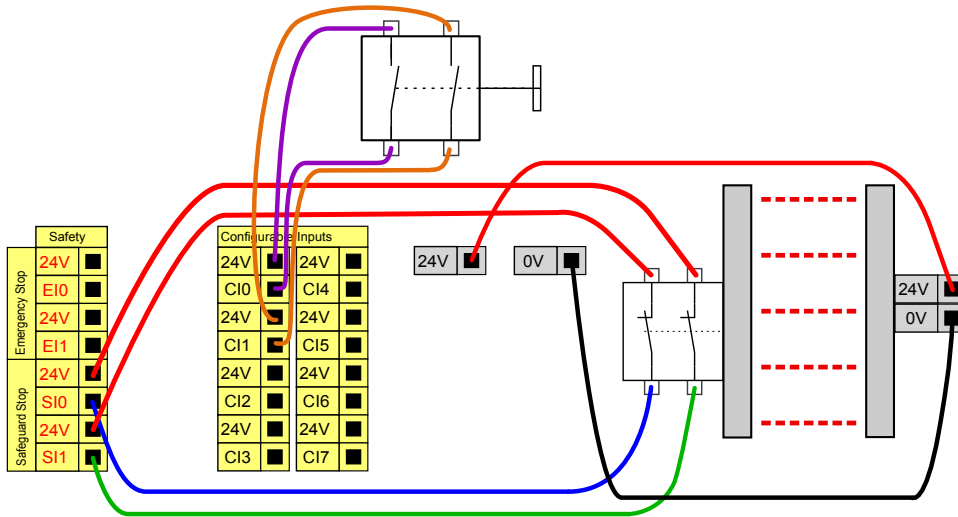 Safety
Emergency Stop
24V
EI0
24V
EI1
Safeguard Stop
24V
SI0
24V
SI1
Configurable Inputs
24V 24V
CI0 CI4
24V 24V
CI1 CI5
24V 24V
CI2 CI6
24V 24V
CI3 CI7
24V
0V
24V
0V